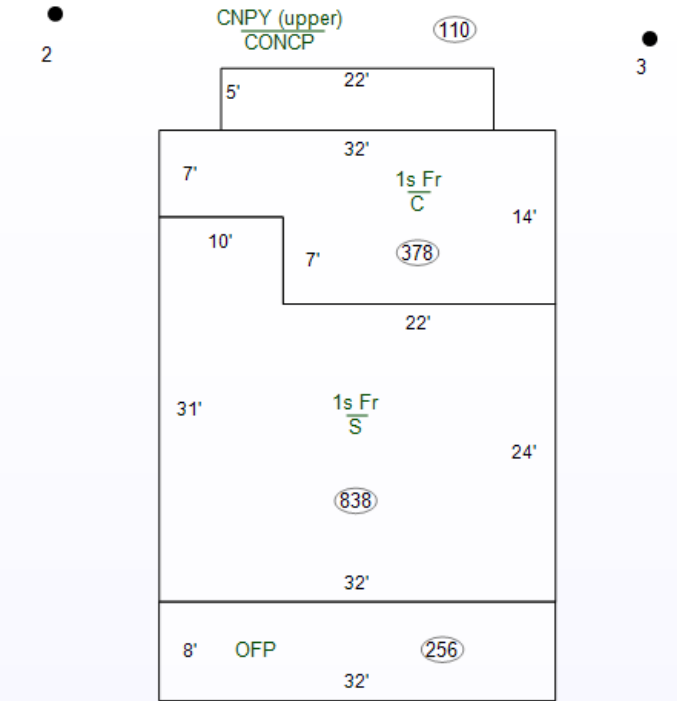 CNPY (upper)
CONCP
110
2
3
22'
5'
32'
7'
1s Fr
C
14'
10'
7'
378
22'
31'
1s Fr
S
24'
838
32'
8'
OFP
256
32'